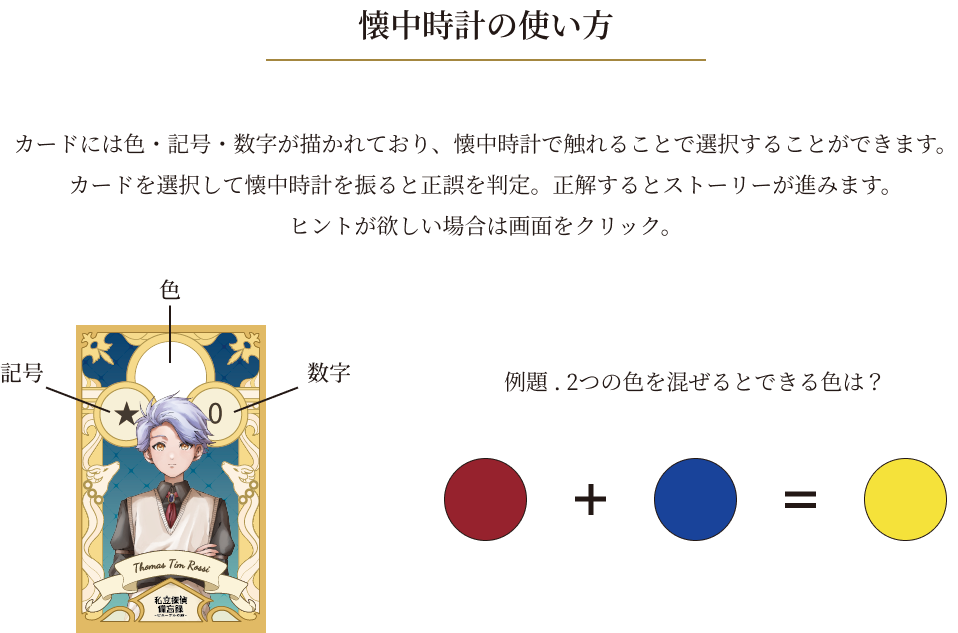 懐中時計の使い方
カードには色・記号・数字が描かれており、懐中時計で触れることで選択することができます。
カードを選択して懐中時計を振ると正誤を判定。正解するとストーリーが進みます。
ヒントが欲しい場合は画面をクリック。
色
記号
数字
★
0
Thomas Tim Rossi
私立探偵
備忘録
例題 . 2つの色を混ぜるとできる色は？
+
=